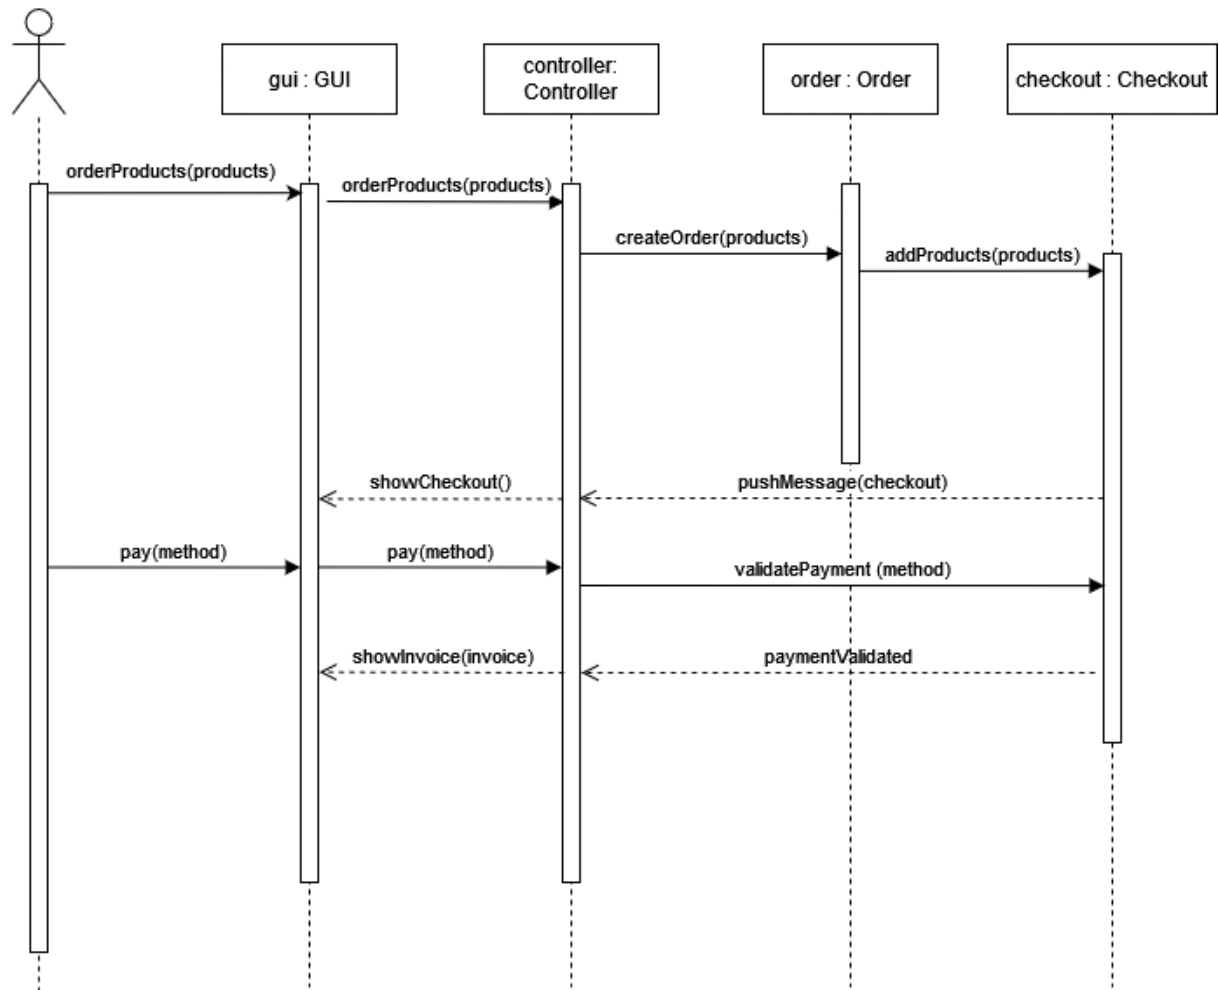 gui : GUI
controller:
Controller
order : Order
checkout : Checkout
orderProducts(products)
orderProducts(products)
createOrder(products)
addProducts(products)
showCheckout()
pushMessage(checkout)
pay(method)
pay(method)
validatePayment (method)
showInvoice(invoice)
paymentValidated